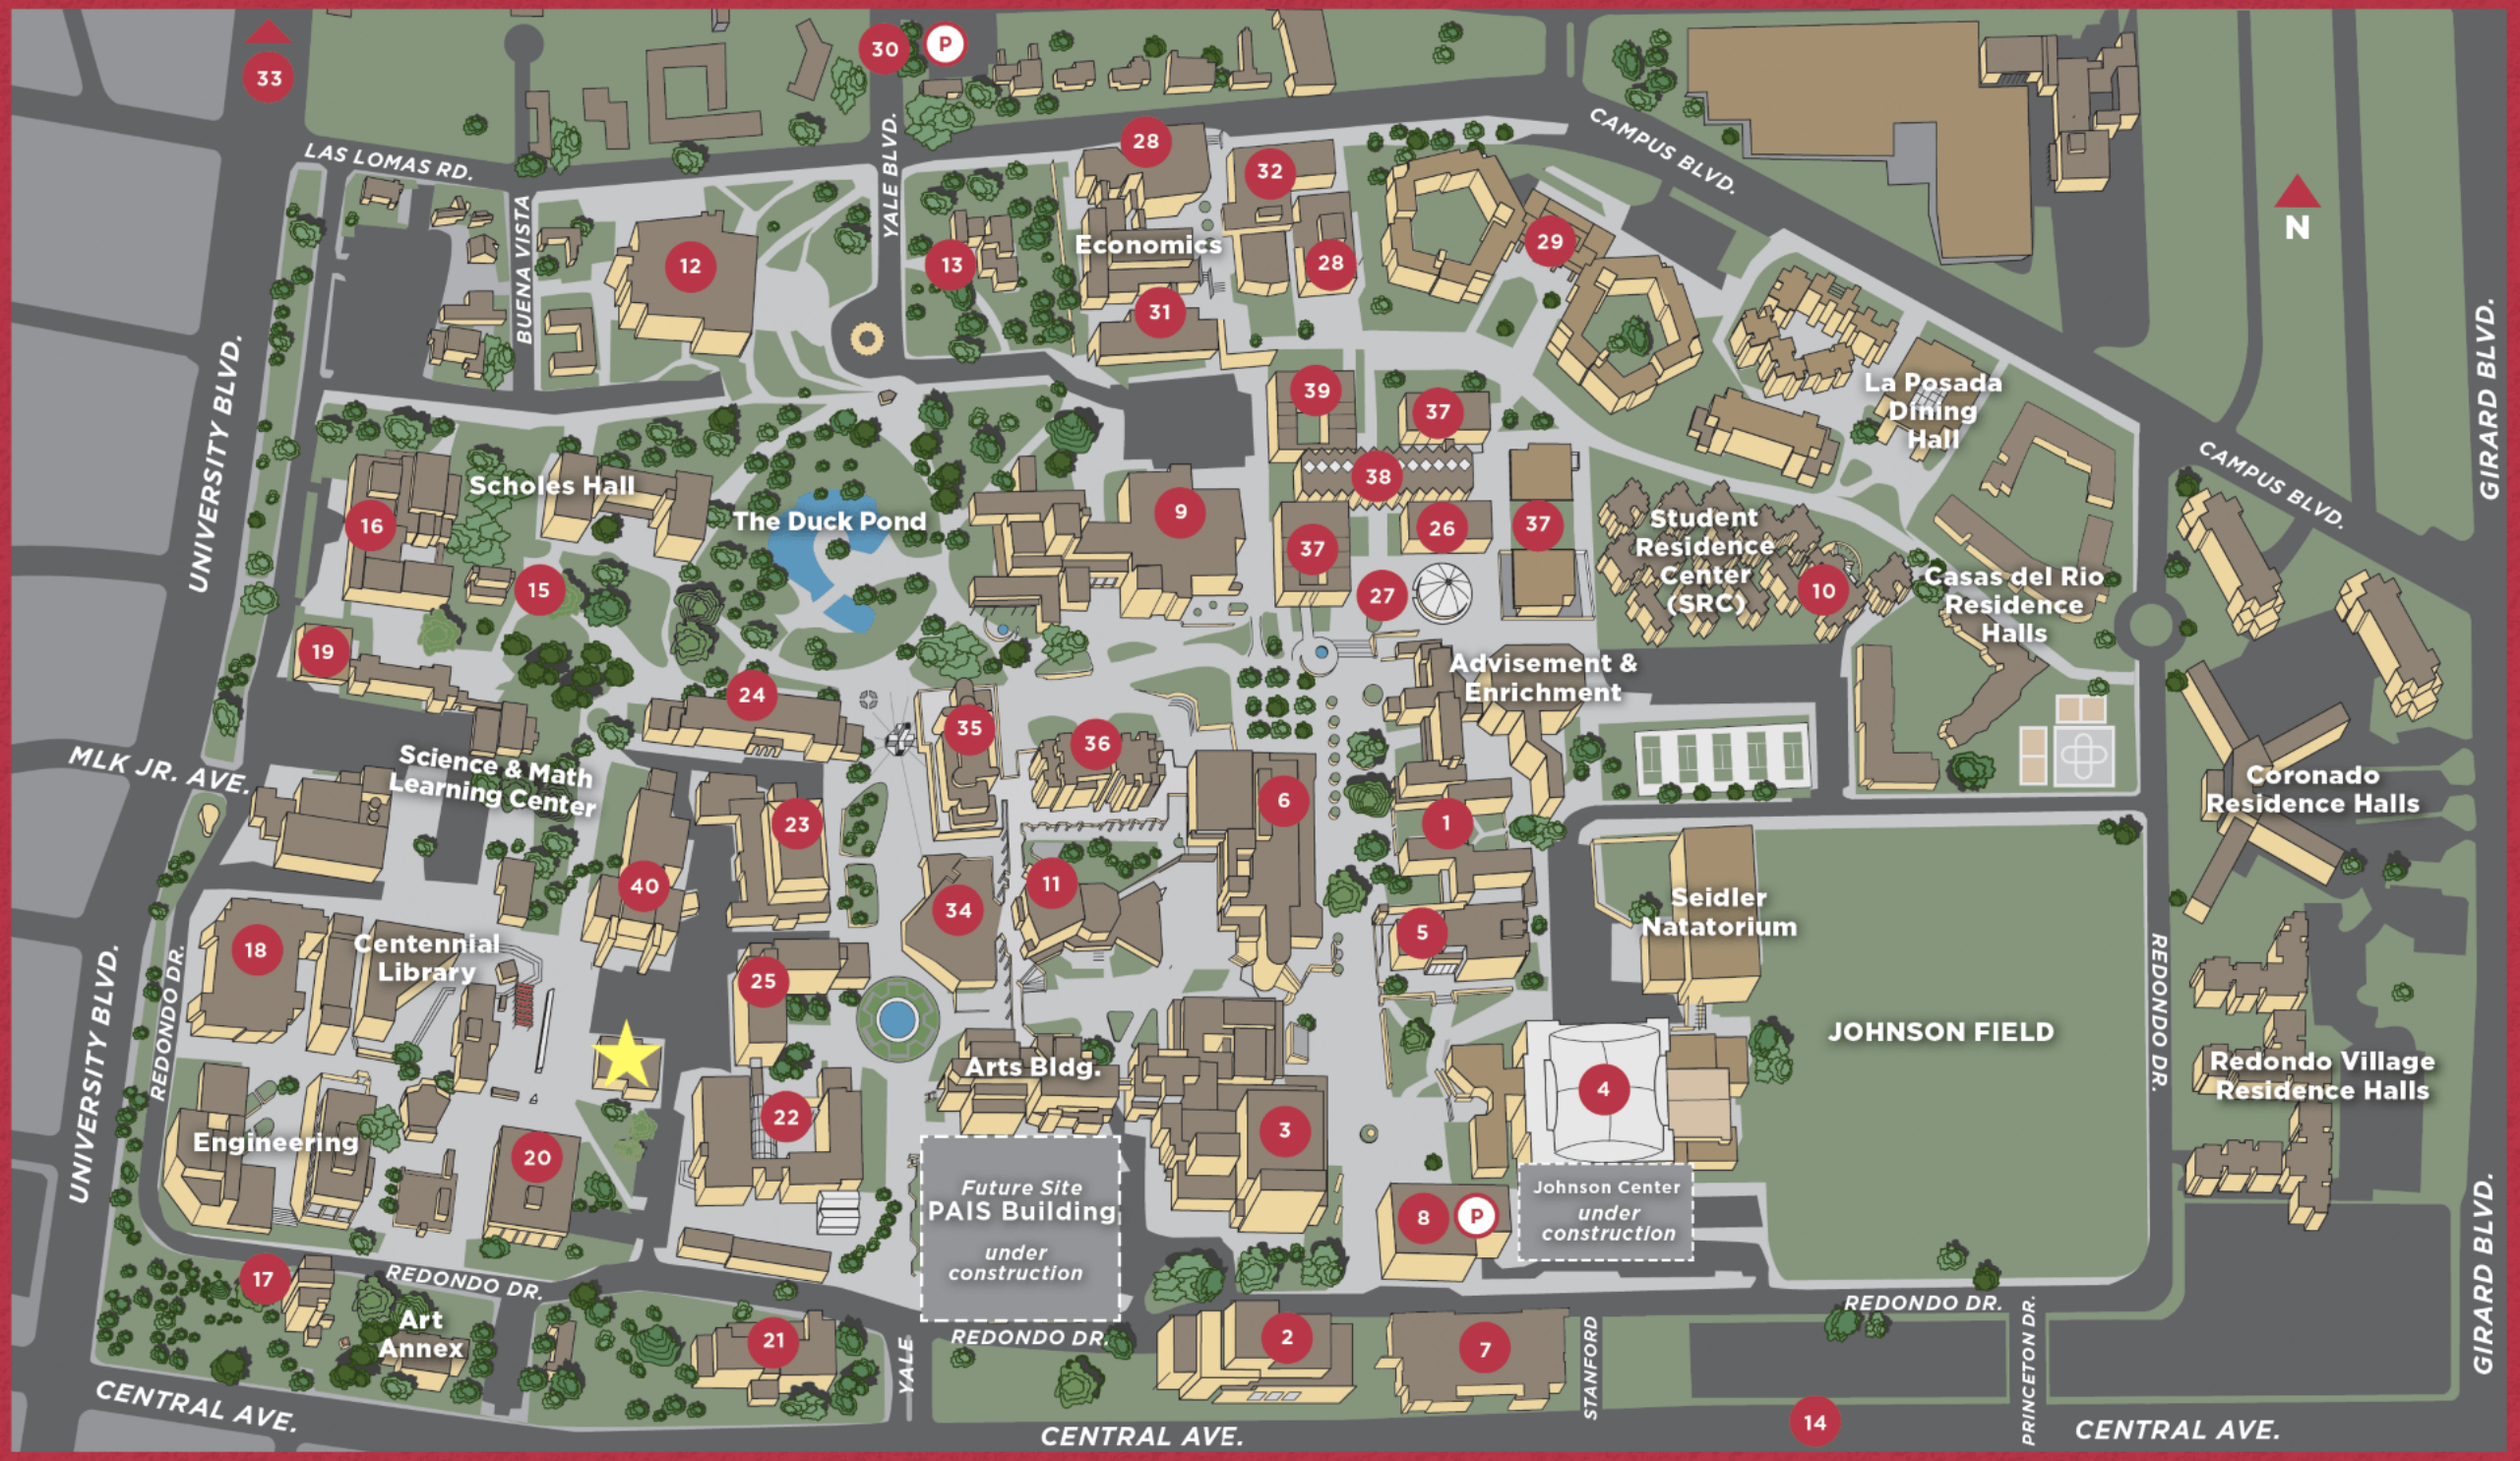 33
30
P
LAS LOMAS RD.
BUENA VISTA
YALE BLVD.
CAMPUS BLVD.
N
28
32
12
13
Economics
28
29
31
UNIVERSITY BLVD.
GIRARD BLVD.
39
37
La Posada
Dining
Hall
CAMPUS BLVD.
38
Scholes Hall
16
The Duck Pond
9
37
26
37
Student
Residence
Center
(SRC)
15
27
10
Casas del Rio
Residence
Halls
19
24
Advisement &
Enrichment
35
36
MLK JR. AVE.
Science & Math
Learning Center
23
6
1
Coronado
Residence Halls
40
11
34
5
Seidler
Natatorium
18
Centennial
Library
25
REDONDO DR.
UNIVERSITY BLVD.
REDONDO DR.
JOHNSON FIELD
Arts Bldg.
4
Redondo Village
Residence Halls
Engineering
20
22
3
Future Site
PAIS Building
under
construction
8
P
Johnson Center
under
construction
17
REDONDO DR.
Art
Annex
21
REDONDO DR.
YALE
2
7
STANFORD
REDONDO DR.
PRINCETON DR.
GIRARD BLVD.
14
CENTRAL AVE.
CENTRAL AVE.
CENTRAL AVE.